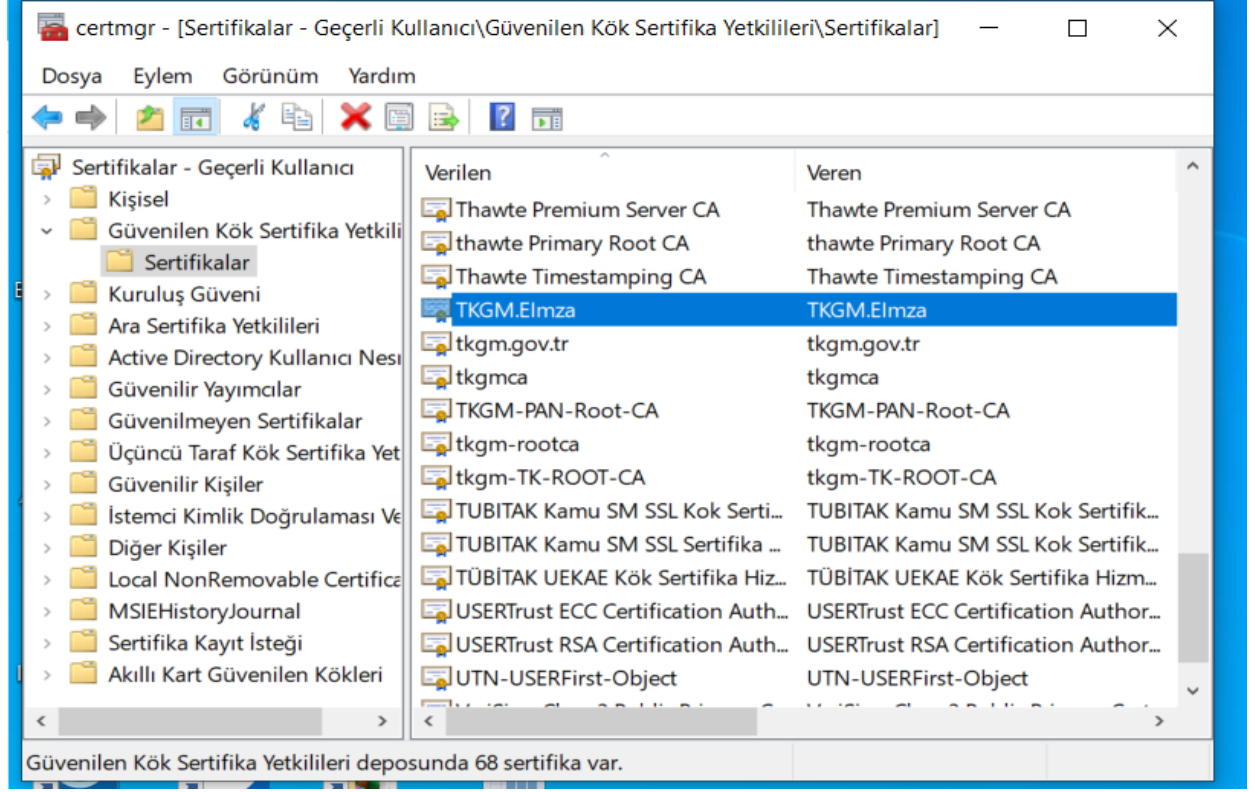 certmgr - [Sertifikalar - Geçerli Kullanıcı\Güvenilen Kök Sertifika Yetkilileri\Sertifikalar]
Dosya Eylem Görünüm Yardım
Sertifikalar - Geçerli Kullanıcı
Kişisel
Güvenilen Kök Sertifika Yetkili
Sertifikalar
Kuruluş Güveni
Ara Sertifika Yetkilileri
Active Directory Kullanıcı Nesı
Güvenilir Yayımcılar
Güvenilmeyen Sertifikalar
Üçüncü Taraf Kök Sertifika Yet
Güvenilir Kişiler
İstemci Kimlik Doğrulaması Ve
Diğer Kişiler
Local NonRemovable Certifica
MSIEHistoryJournal
Sertifika Kayıt İsteği
Akıllı Kart Güvenilen Kökleri
Verilen Veren
Thawte Premium Server CA Thawte Premium Server CA
thawte Primary Root CA thawte Primary Root CA
Thawte Timestamping CA Thawte Timestamping CA
TKGM.EImza TKGM.EImza
tkgm.gov.tr tkgm.gov.tr
tkgmca tkgmca
TKGM-PAN-Root-CA TKGM-PAN-Root-CA
tkgm-rootca tkgm-rootca
tkgm-TK-ROOT-CA tkgm-TK-ROOT-CA
TUBITAK Kamu SM SSL Kok Serti... TUBITAK Kamu SM SSL Kok Sertifik...
TUBITAK Kamu SM SSL Sertifika ... TUBITAK Kamu SM SSL Kok Sertifik...
TÜBİTAK UEKAE Kök Sertifika Hiz... TÜBİTAK UEKAE Kök Sertifika Hizm...
USERTrust ECC Certification Auth... USERTrust ECC Certification Author...
USERTrust RSA Certification Auth... USERTrust RSA Certification Author...
UTN-USERFirst-Object UTN-USERFirst-Object
Güvenilen Kök Sertifika Yetkilileri deposunda 68 sertifika var.